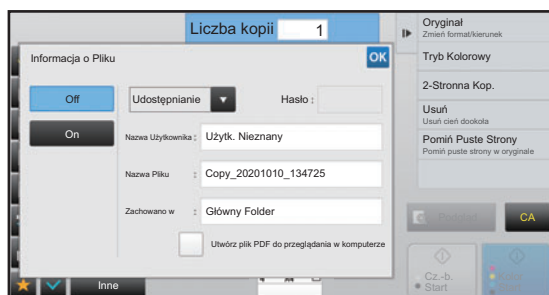 Liczba kopii 1
Informacja o Pliku
OK
Off
On
Udostępnianie
Hasło :
Nazwa Użytkownika : Użytk. Nieznany
Nazwa Pliku : Copy_20201010_134725
Zachowano w : Główny Folder
Utwórz plik PDF do przeglądania w komputerze
Inne
Oryginał
Zmień format/kierunek
Tryb Kolorowy
2-Stronna Kop.
Usuń
Usuń cień dookoła
Pomiń Puste Strony
Pomiń puste strony w oryginale
CA
Cz.-b.
Start